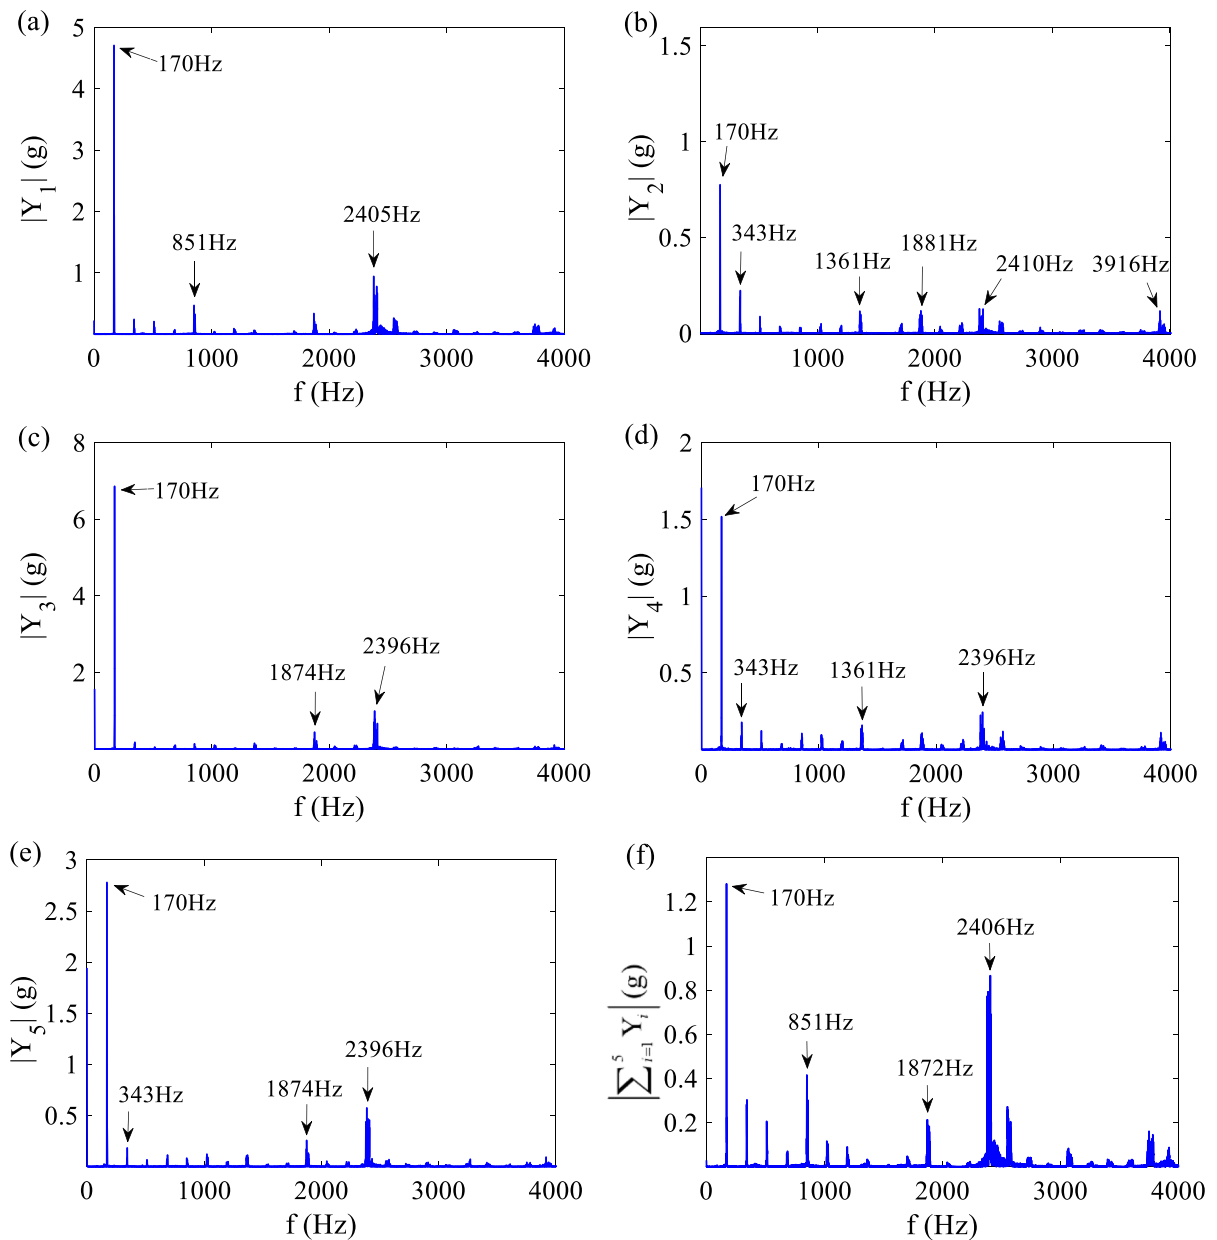 (a)
5
4
3
2
1
|Y1| (g)
170Hz
851Hz
2405Hz
0 1000 2000 3000 4000
f (Hz)
(b)
1.5
1
0.5
0
|Y2| (g)
170Hz
343Hz
1361Hz
1881Hz
2410Hz
3916Hz
0 1000 2000 3000 4000
f (Hz)
(c)
8
6
4
2
|Y3| (g)
170Hz
1874Hz
2396Hz
0 1000 2000 3000 4000
f (Hz)
(d)
2
1.5
1
0.5
|Y4| (g)
170Hz
343Hz
1361Hz
2396Hz
0 1000 2000 3000 4000
f (Hz)
(e)
3
2.5
2
1.5
1
0.5
|Y5| (g)
170Hz
343Hz
1874Hz
2396Hz
0 1000 2000 3000 4000
f (Hz)
(f)
1.2
1
0.8
0.6
0.4
0.2
|∑5i=1 Yi| (g)
170Hz
851Hz
1872Hz
2406Hz
0 1000 2000 3000 4000
f (Hz)